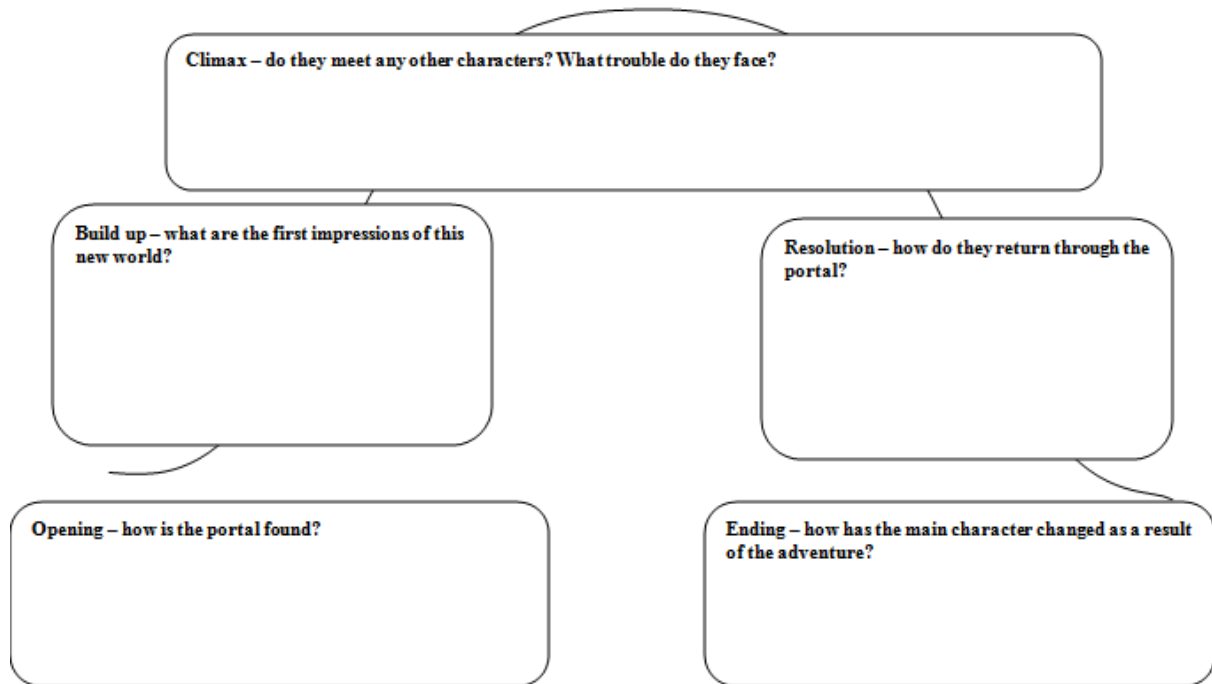 Climax – do they meet any other characters? What trouble do they face?
Build up – what are the first impressions of this
new world?
Resolution – how do they return through the
portal?
Opening – how is the portal found?
Ending – how has the main character changed as a result
of the adventure?